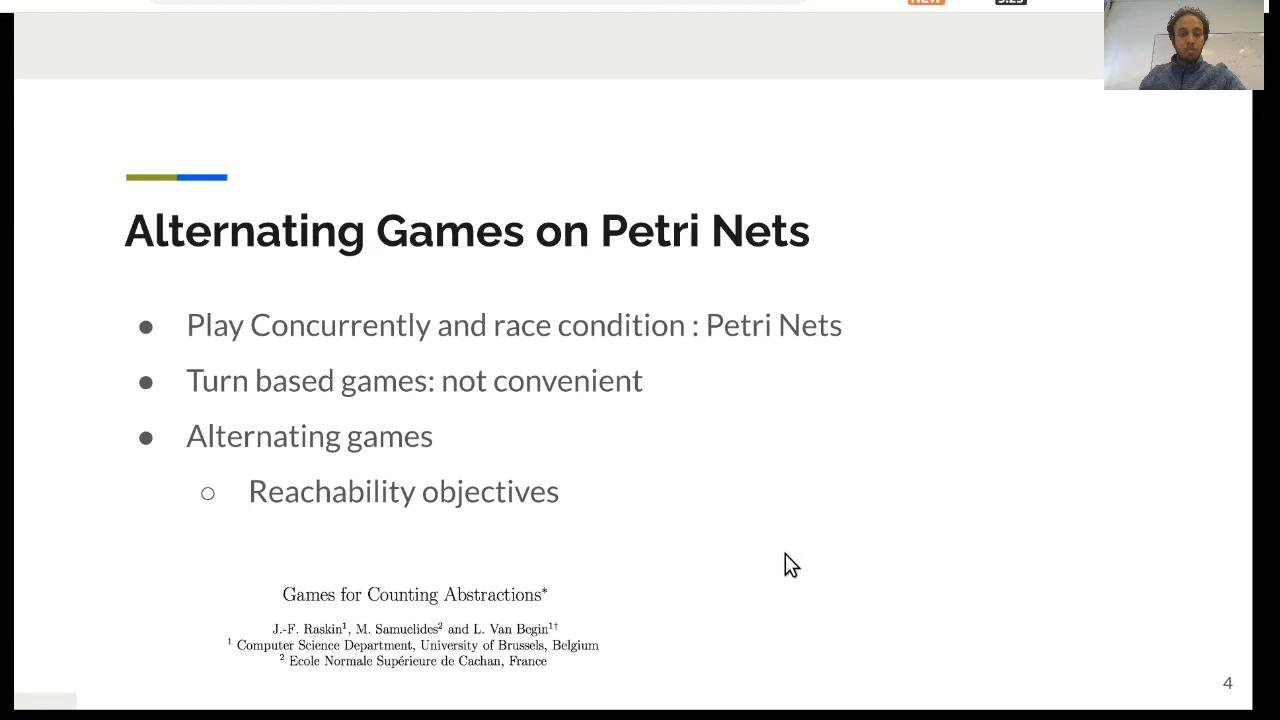 NEW
Alternating Games on Petri Nets
● Play Concurrently and race condition : Petri Nets
● Turn based games: not convenient
● Alternating games
○ Reachability objectives
Games for Counting Abstractions*
J.-F. Raskin¹, M. Samuelides² and L. Van Begin¹†
¹ Computer Science Department, University of Brussels, Belgium
² Ecole Normale Supérieure de Cachan, France
4